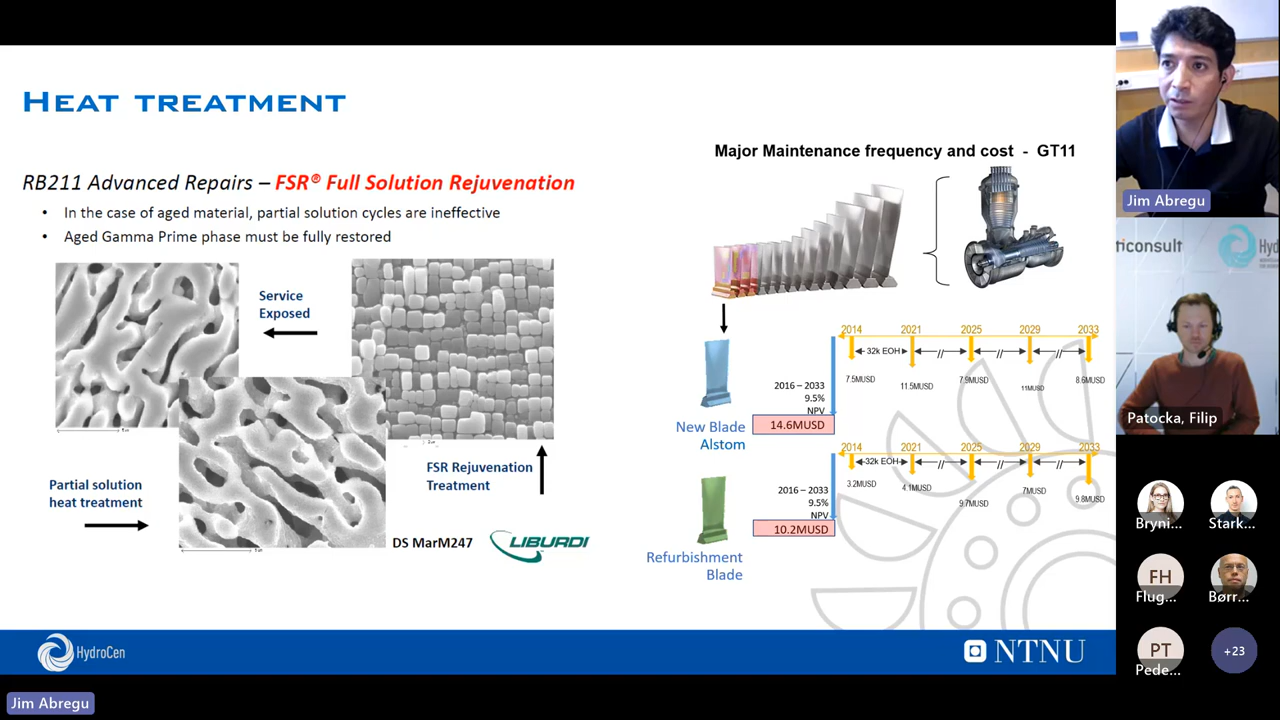 HEAT TREATMENT
RB211 Advanced Repairs – FSR® Full Solution Rejuvenation
• In the case of aged material, partial solution cycles are ineffective
• Aged Gamma Prime phase must be fully restored
Service
Exposed
Partial solution
heat treatment
FSR Rejuvenation
Treatment
DS MarM247
LIBURDI
Major Maintenance frequency and cost - GT11
2014
2021
2025
2029
2033
32k EOH
7.5MUSD
11.5MUSD
7.9MUSD
11MUSD
8.6MUSD
2016 – 2033
9.5%
NPV
14.6MUSD
New Blade
Alstom
2014
2021
2025
2029
2033
32k EOH
3.2MUSD
4.1MUSD
9.7MUSD
7MUSD
9.8MUSD
2016 – 2033
9.5%
NPV
10.2MUSD
Refurbishment
Blade
HydroCen
NTNU
Jim Abregu
Jim Abregu
ticonsult
Hyd
Patocka, Filip
Bryni...
Stark...
FH
Flug...
Børr...
PT
Pede...
+23